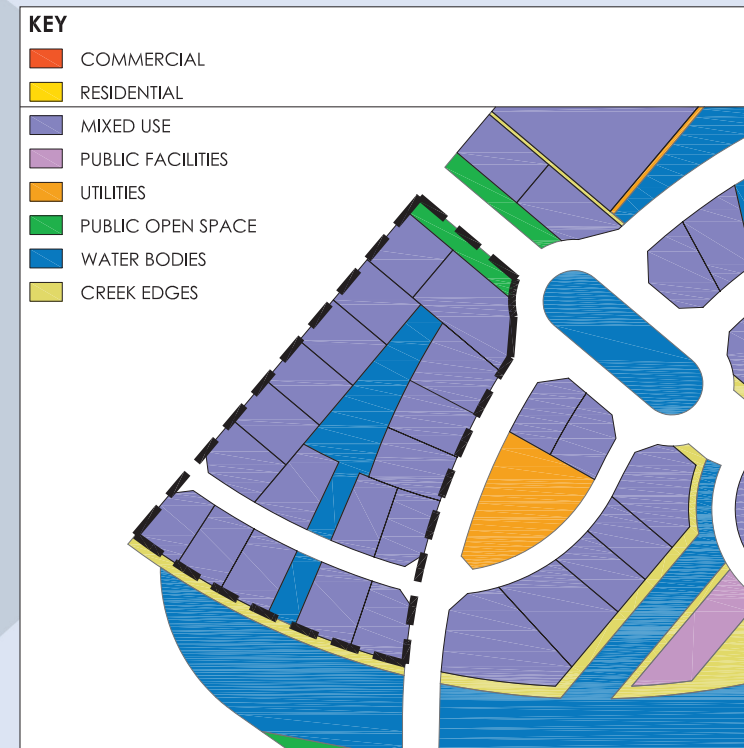 KEY
COMMERCIAL
RESIDENTIAL
MIXED USE
PUBLIC FACILITIES
UTILITIES
PUBLIC OPEN SPACE
WATER BODIES
CREEK EDGES